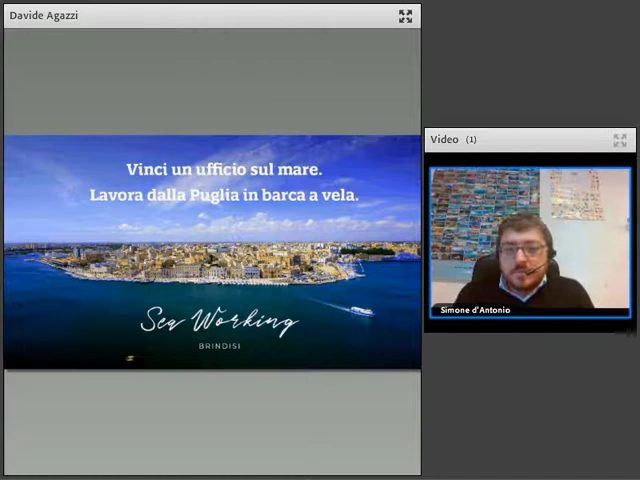 Davide Agazzi
Vinci un ufficio sul mare.
Lavora dalla Puglia in barca a vela.
Sea Working
BRINDISI
Video (1)
Simone d'Antonio